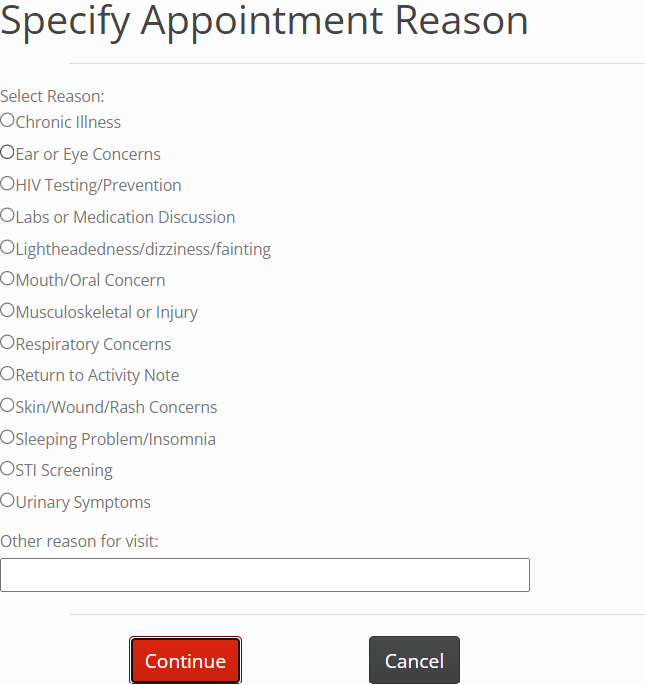 Specify Appointment Reason
Select Reason:
Chronic Illness
Ear or Eye Concerns
HIV Testing/Prevention
Labs or Medication Discussion
Lightheadedness/dizziness/fainting
Mouth/Oral Concern
Musculoskeletal or Injury
Respiratory Concerns
Return to Activity Note
Skin/Wound/Rash Concerns
Sleeping Problem/Insomnia
STI Screening
Urinary Symptoms
Other reason for visit:
Continue Cancel